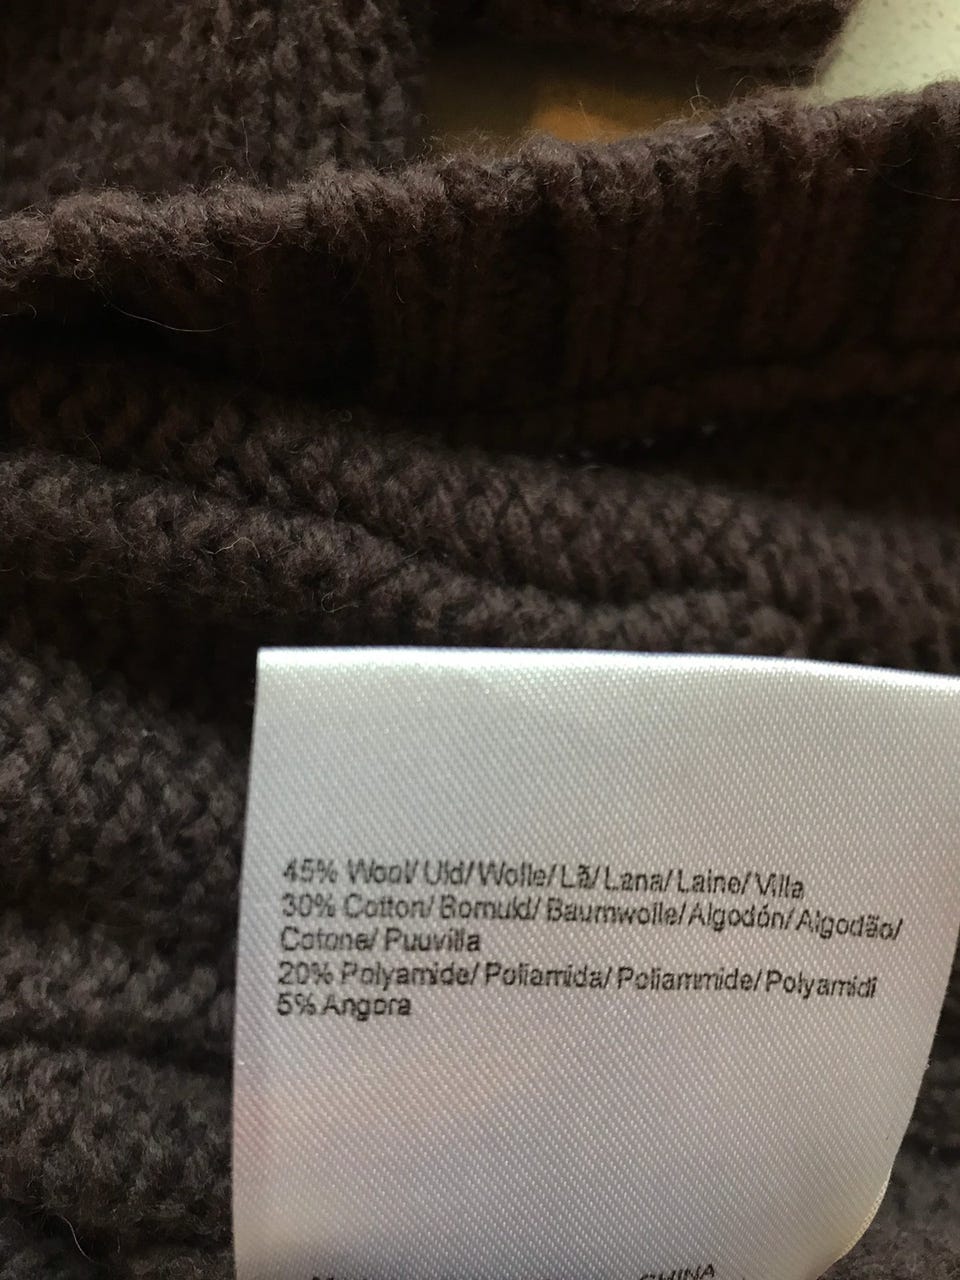 45% Wool/ Uld/ Wolle/ Lã/ Lana/ Laine/ Villa
30% Cotton/ Bomuld/ Baumwolle/ Algodón/ Algodão/
Cotone/ Puuvilla
20% Polyamide/ Poliamida/ Poliammide/ Polyamidi
5% Angora
CHINA